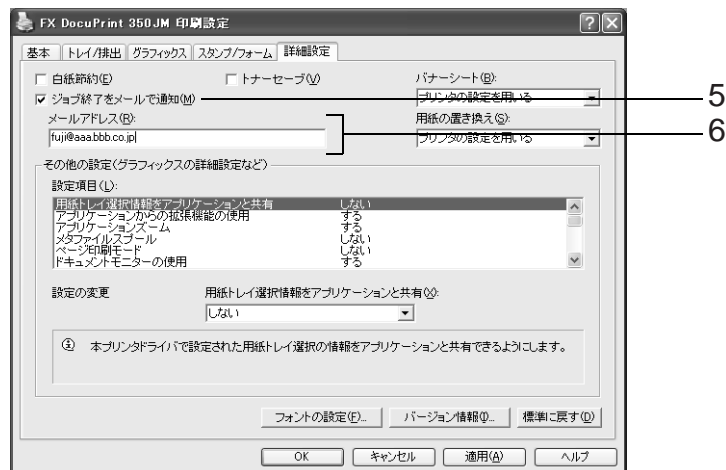 FX DocuPrint 350JM 印刷設定
基本 トレイ/排出 グラフィックス スタンプ/フォーム 詳細設定
白紙節約(E) トナーセーブ(V) バナーシート(B):
ジョブ終了をメールで通知(M) プリンタの設定を用いる 5
メールアドレス(R): 用紙の置き換え(S): 6
fuji@aaa.bbb.co.jp プリンタの設定を用いる
その他の設定(グラフィックスの詳細設定など)
設定項目(L):
用紙トレイ選択情報をアプリケーションと共有 しない
アプリケーションからの拡張機能の使用 する
アプリケーションズーム する
メタファイルスプール しない
ページ印刷モード しない
ドキュメントモニターの使用 する
設定の変更 用紙トレイ選択情報をアプリケーションと共有(X):
しない
本プリンタドライバで設定された用紙トレイ選択の情報をアプリケーションと共有できるようにします。
フォントの設定(F)... バージョン情報(I)... 標準に戻す(D)
OK キャンセル 適用(A) ヘルプ